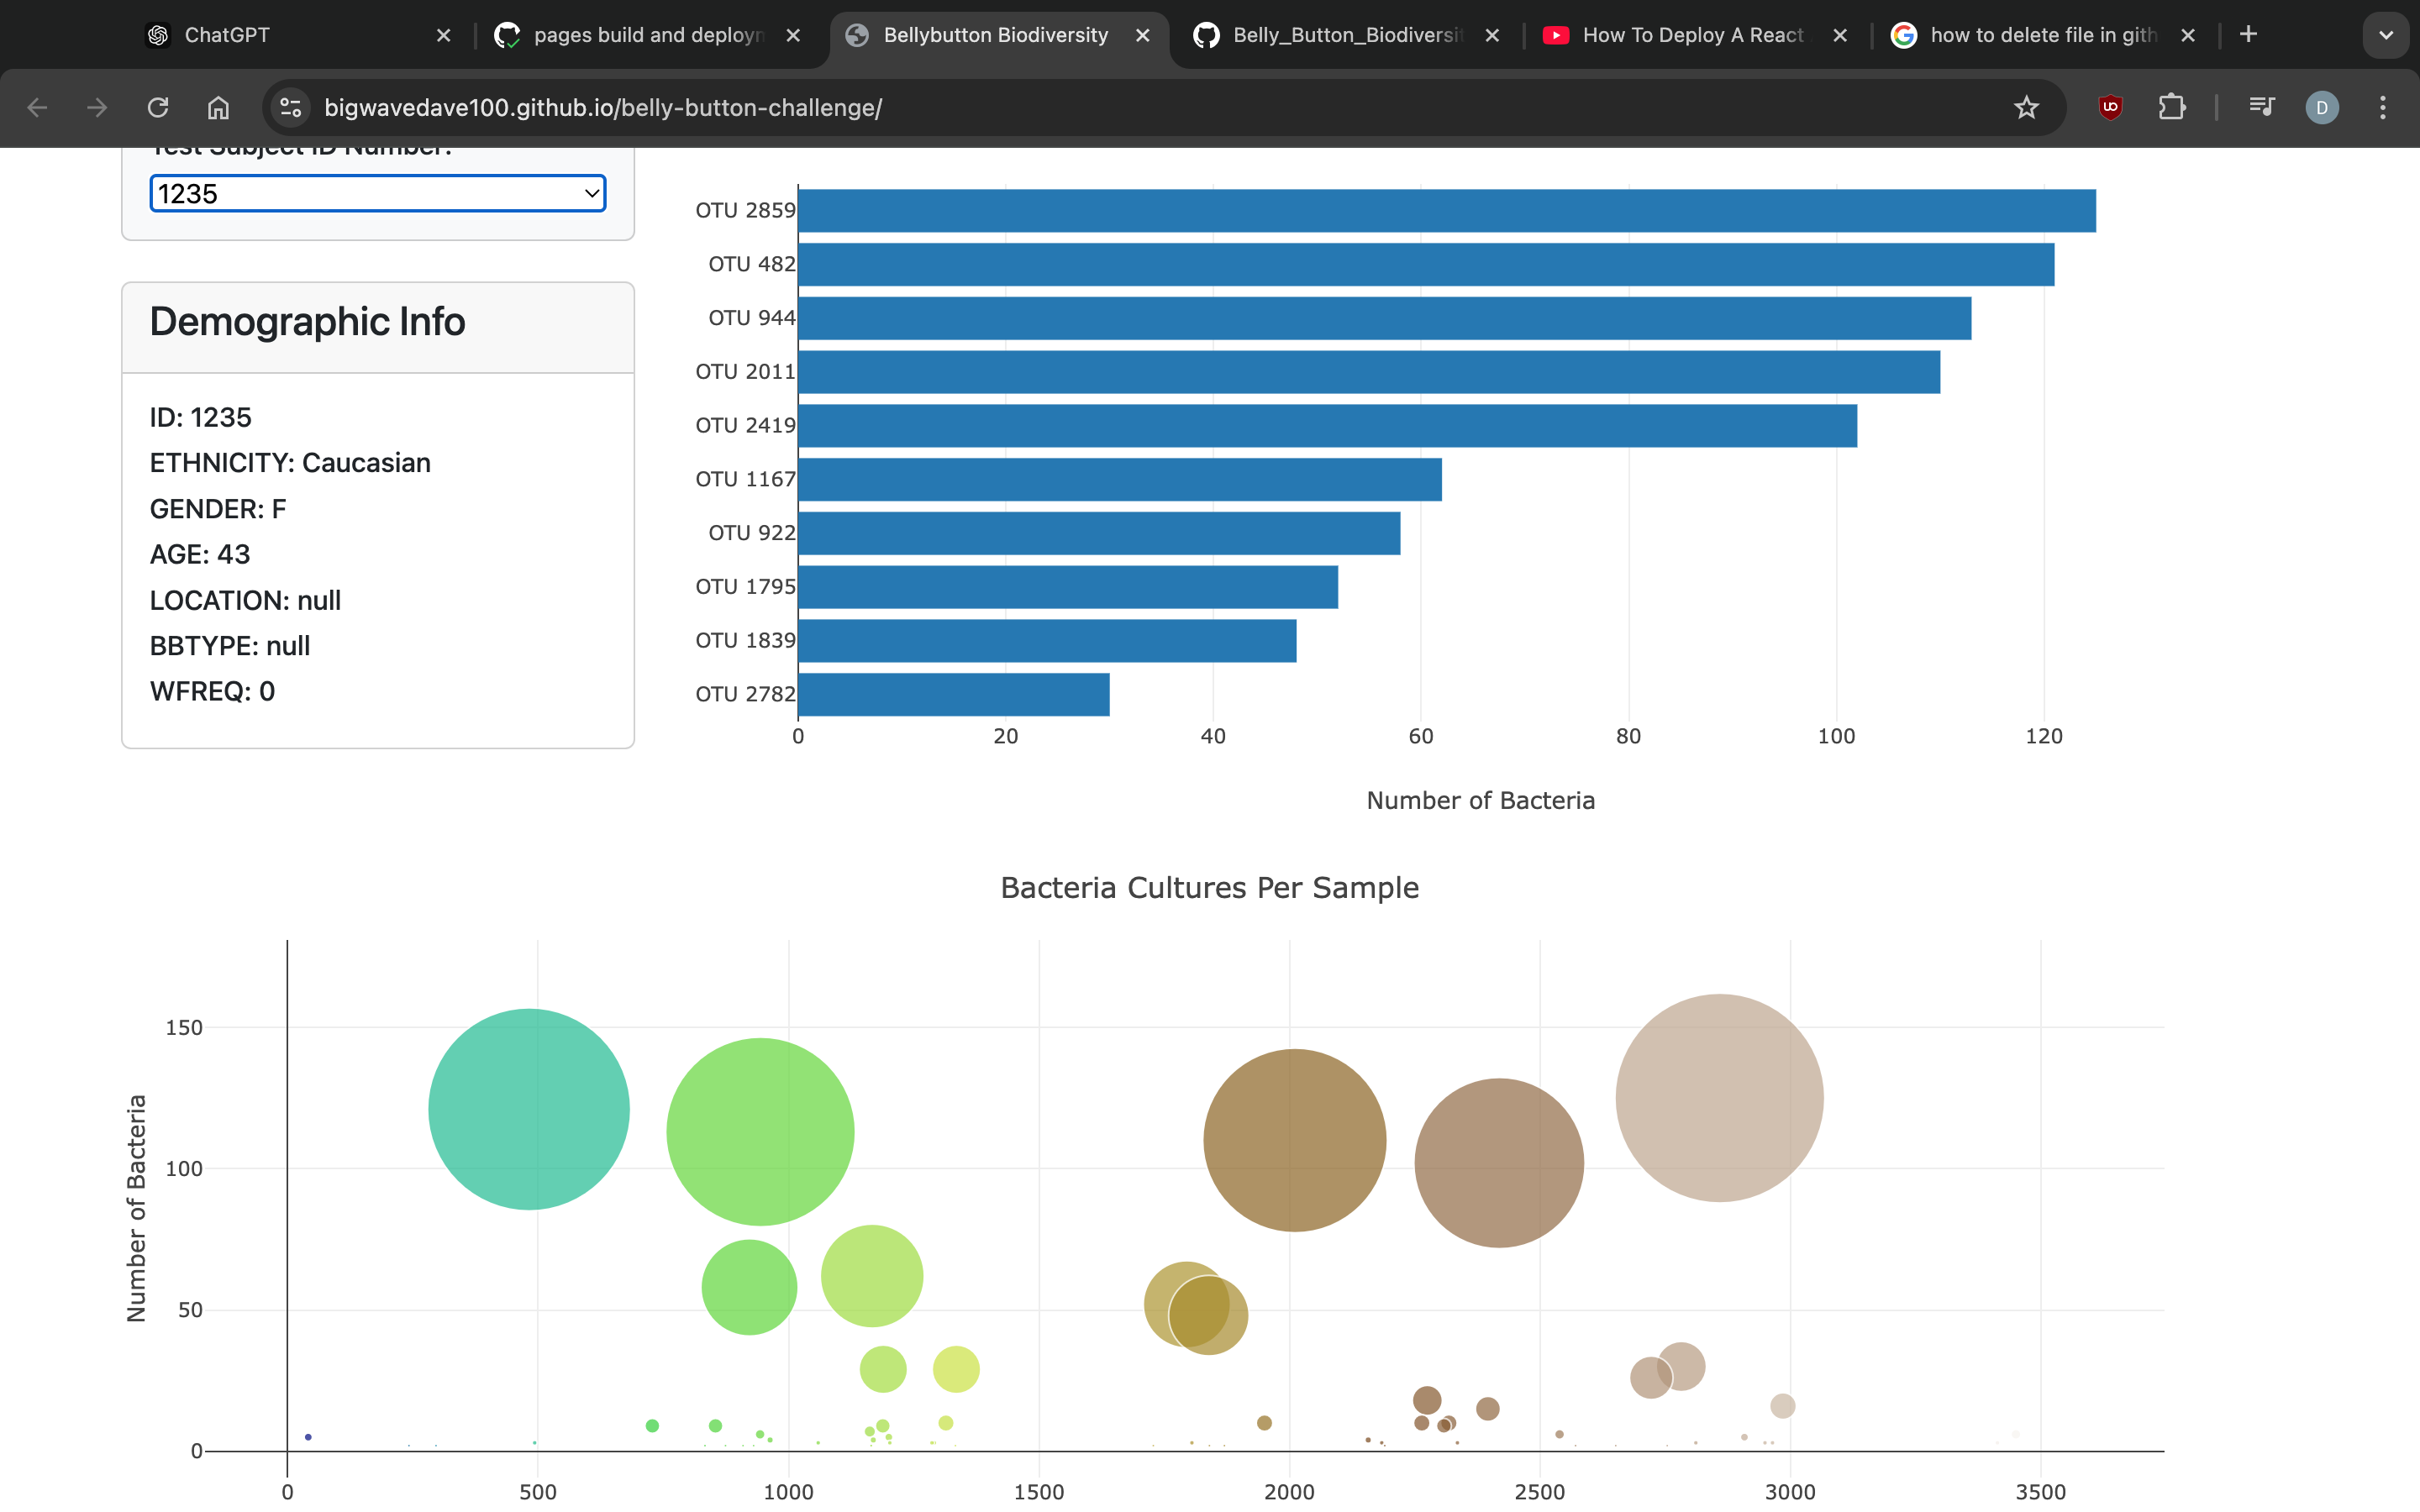 ChatGPT
pages build and deploym
Bellybutton Biodiversity
Belly_Button_Biodiversit
How To Deploy A React
how to delete file in gith
bigwavedave100.github.io/belly-button-challenge/
D
Test Subject ID Number:
1235
Demographic Info
ID: 1235
ETHNICITY: Caucasian
GENDER: F
AGE: 43
LOCATION: null
BBTYPE: null
WFREQ: 0
OTU 2859
OTU 482
OTU 944
OTU 2011
OTU 2419
OTU 1167
OTU 922
OTU 1795
OTU 1839
OTU 2782
0 20 40 60 80 100 120
Number of Bacteria
Bacteria Cultures Per Sample
Number of Bacteria
150
100
50
0
0 500 1000 1500 2000 2500 3000 3500